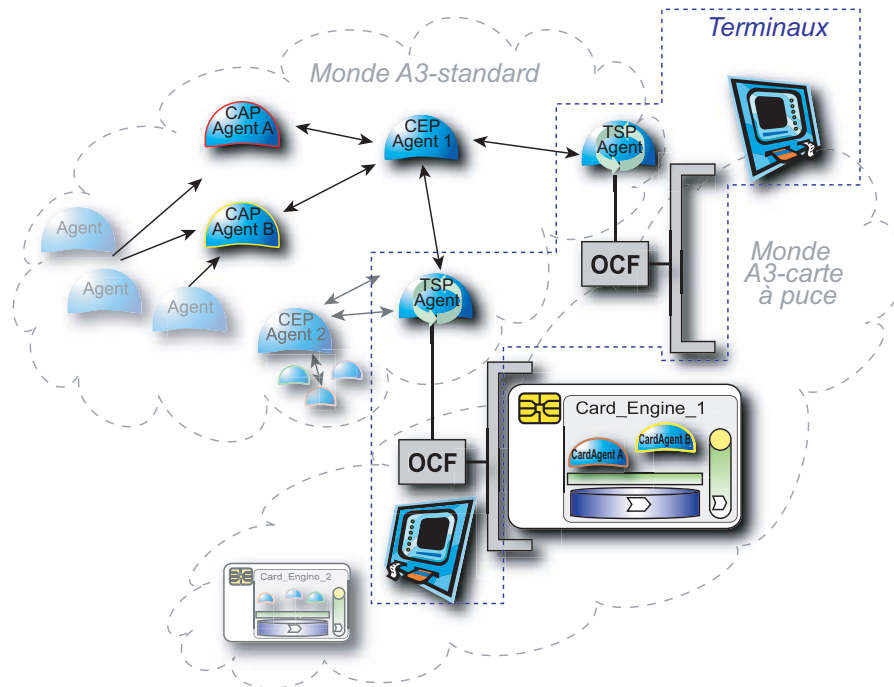 Terminaux
Monde A3-standard
CAP
Agent A
CEP
Agent 1
TSP
Agent
CAP
Agent B
Agent
Agent
Agent
OCF
Monde
A3-carte
à puce
TSP
Agent
CEP
Agent 2
Card_Engine_1
CardAgent A
CardAgent B
OCF
Card_Engine_2